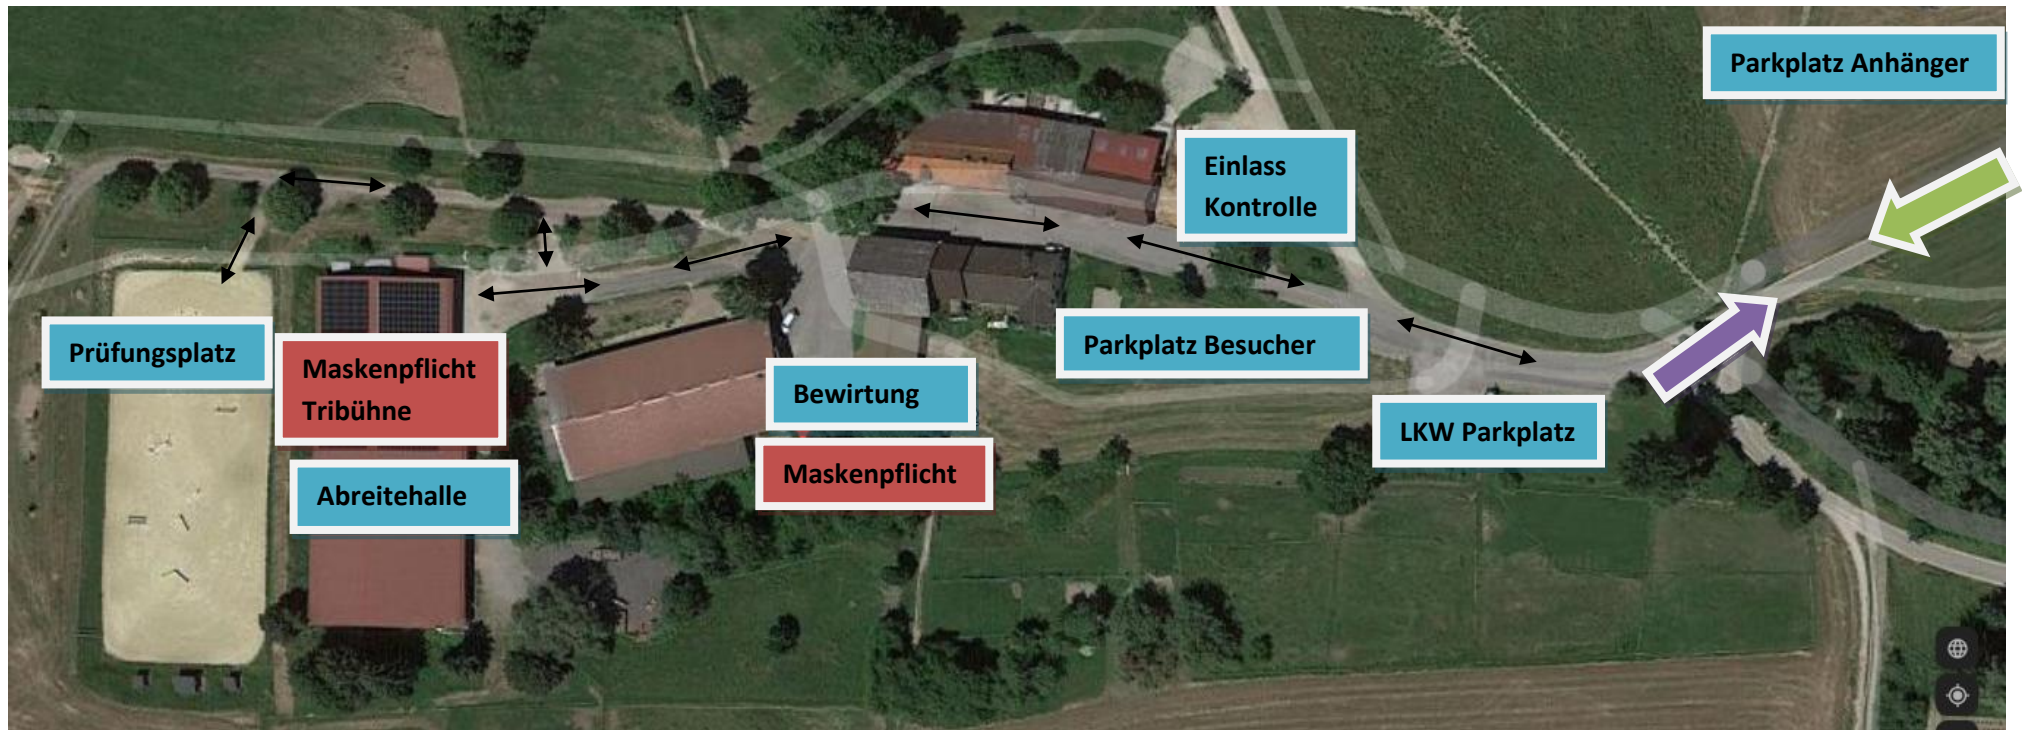 Parkplatz Anhänger
Einlass
Kontrolle
Prüfungsplatz
Maskenpflicht
Tribühne
Parkplatz Besucher
Bewirtung
LKW Parkplatz
Maskenpflicht
Abreitehalle